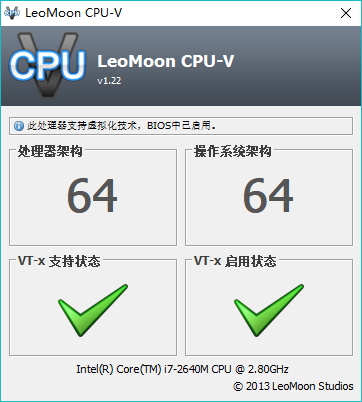 LeoMoon CPU-V
CPU
LeoMoon CPU-V
v1.22
此处理器支持虚拟化技术，BIOS中已启用。
处理器架构
操作系统架构
64
64
VT-x 支持状态
VT-x 启用状态
Intel(R) Core(TM) i7-2640M CPU @ 2.80GHz
© 2013 LeoMoon Studios